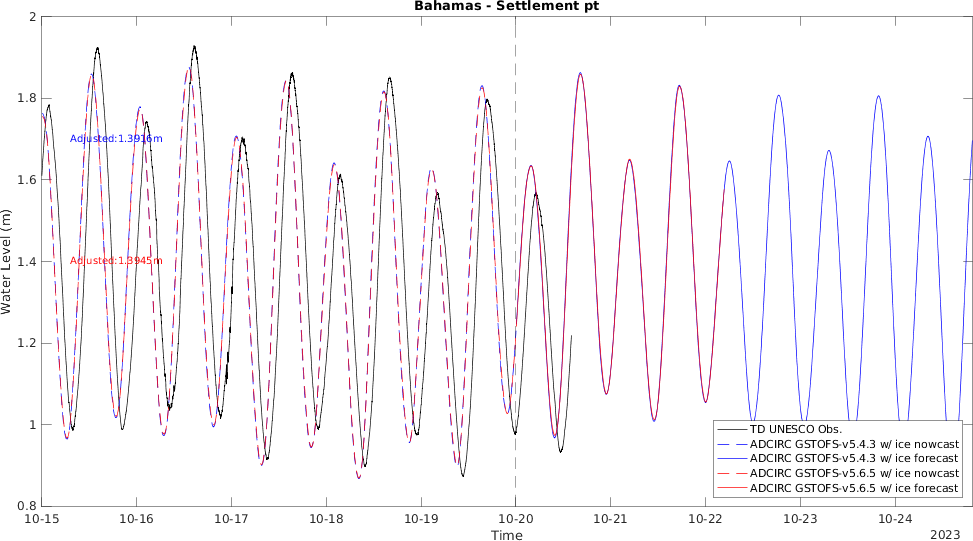 Bahamas - Settlement pt
2
1.8
1.6
1.4
1.2
1
0.8
Water Level (m)
Adjusted:1.3916m
Adjusted:1.3945m
TD UNESCO Obs.
ADCIRC GSTOFS-v5.4.3 w/ ice nowcast
ADCIRC GSTOFS-v5.4.3 w/ ice forecast
ADCIRC GSTOFS-v5.6.5 w/ ice nowcast
ADCIRC GSTOFS-v5.6.5 w/ ice forecast
10-15 10-16 10-17 10-18 10-19 10-20 10-21 10-22 10-23 10-24
Time
2023